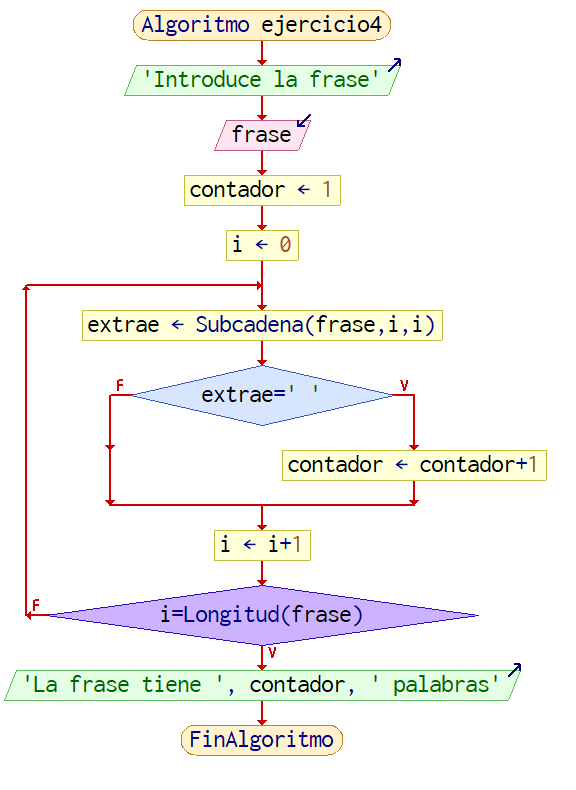 Algoritmo ejercicio4
'Introduce la frase'
frase
contador ← 1
i ← 0
extrae ← Subcadena(frase,i,i)
F
extrae=' '
V
contador ← contador+1
i ← i+1
F
i=Longitud(frase)
V
'La frase tiene ', contador, ' palabras'
FinAlgoritmo